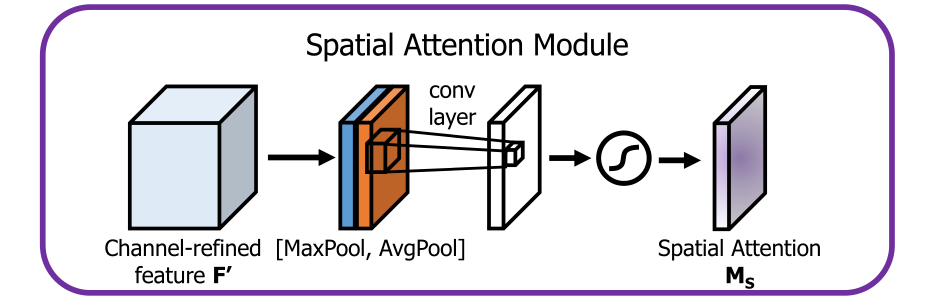 Spatial Attention Module
conv
layer
Channel-refined
feature F’
[MaxPool, AvgPool]
Spatial Attention
Ms